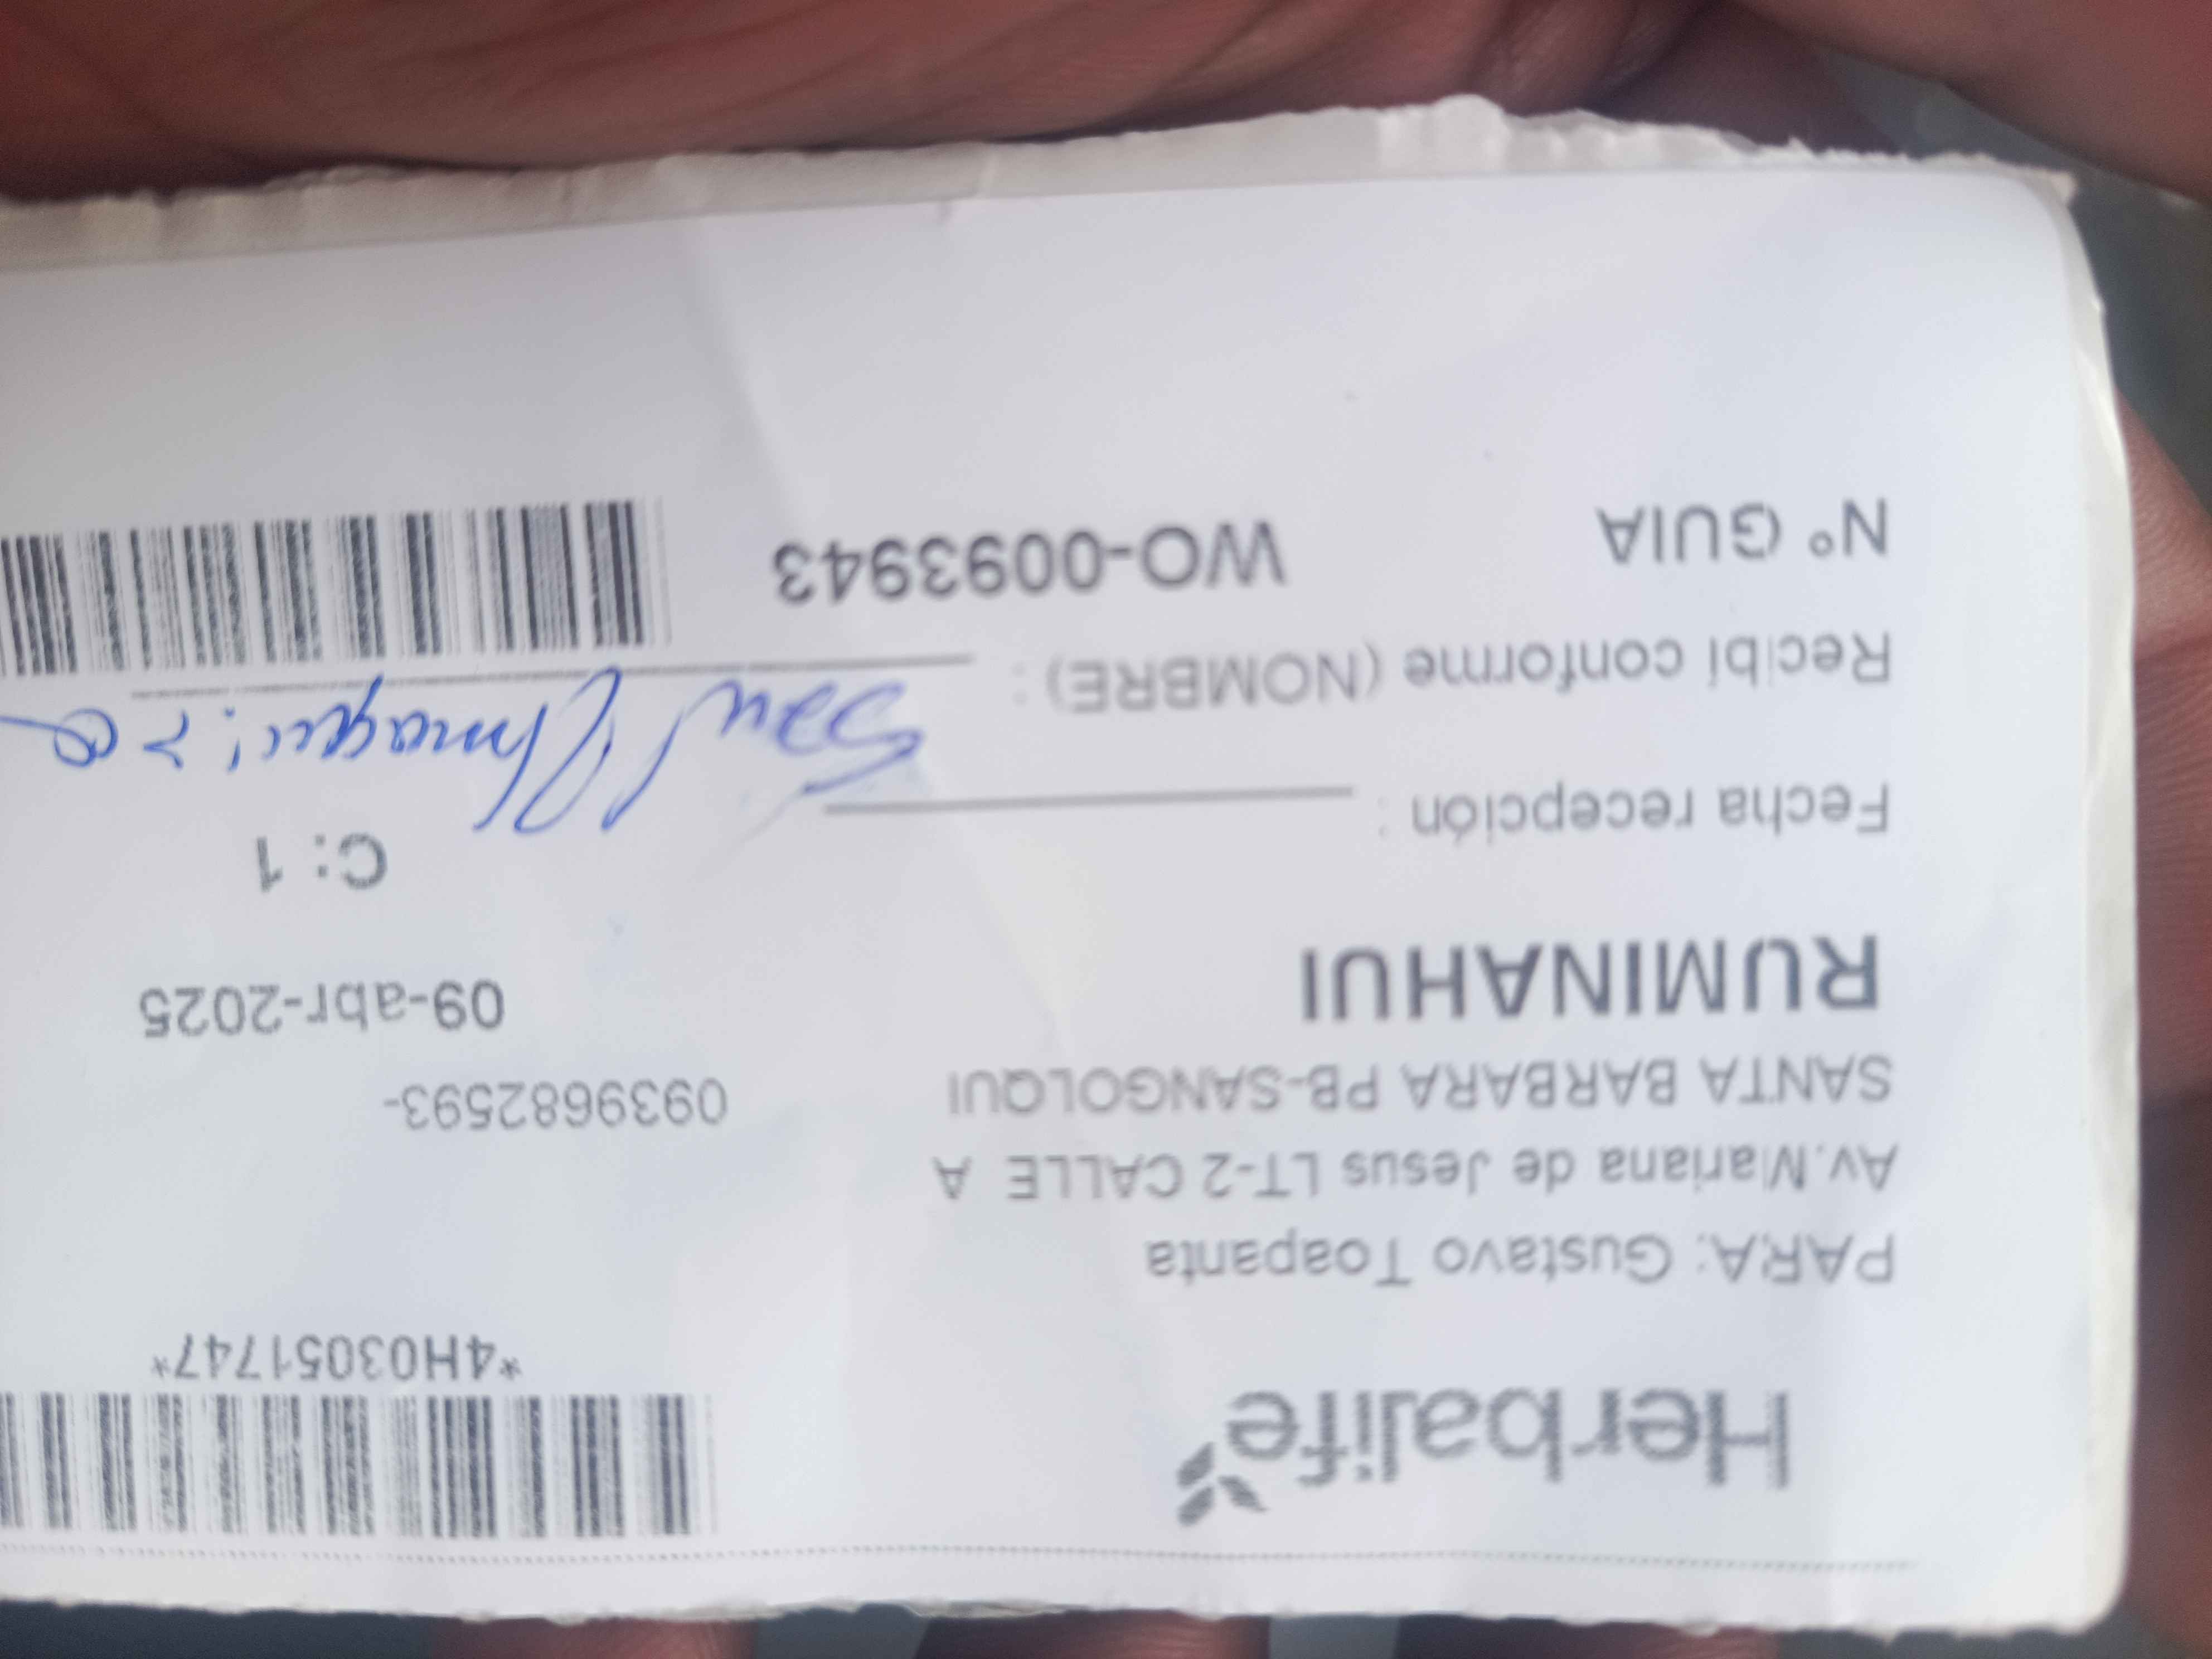 Herbalife
*4H03051747*
PARA: Gustavo Toapanta
Av.Mariana de Jesus LT-2 CALLE A
0939682593-
SANTA BARBARA PB-SANGOLQUI
RUMINAHUI
09-abr-2025
C: 1
Fecha recepción :
Recibi conforme (NOMBRE) :
N° GUIA WO-0093943